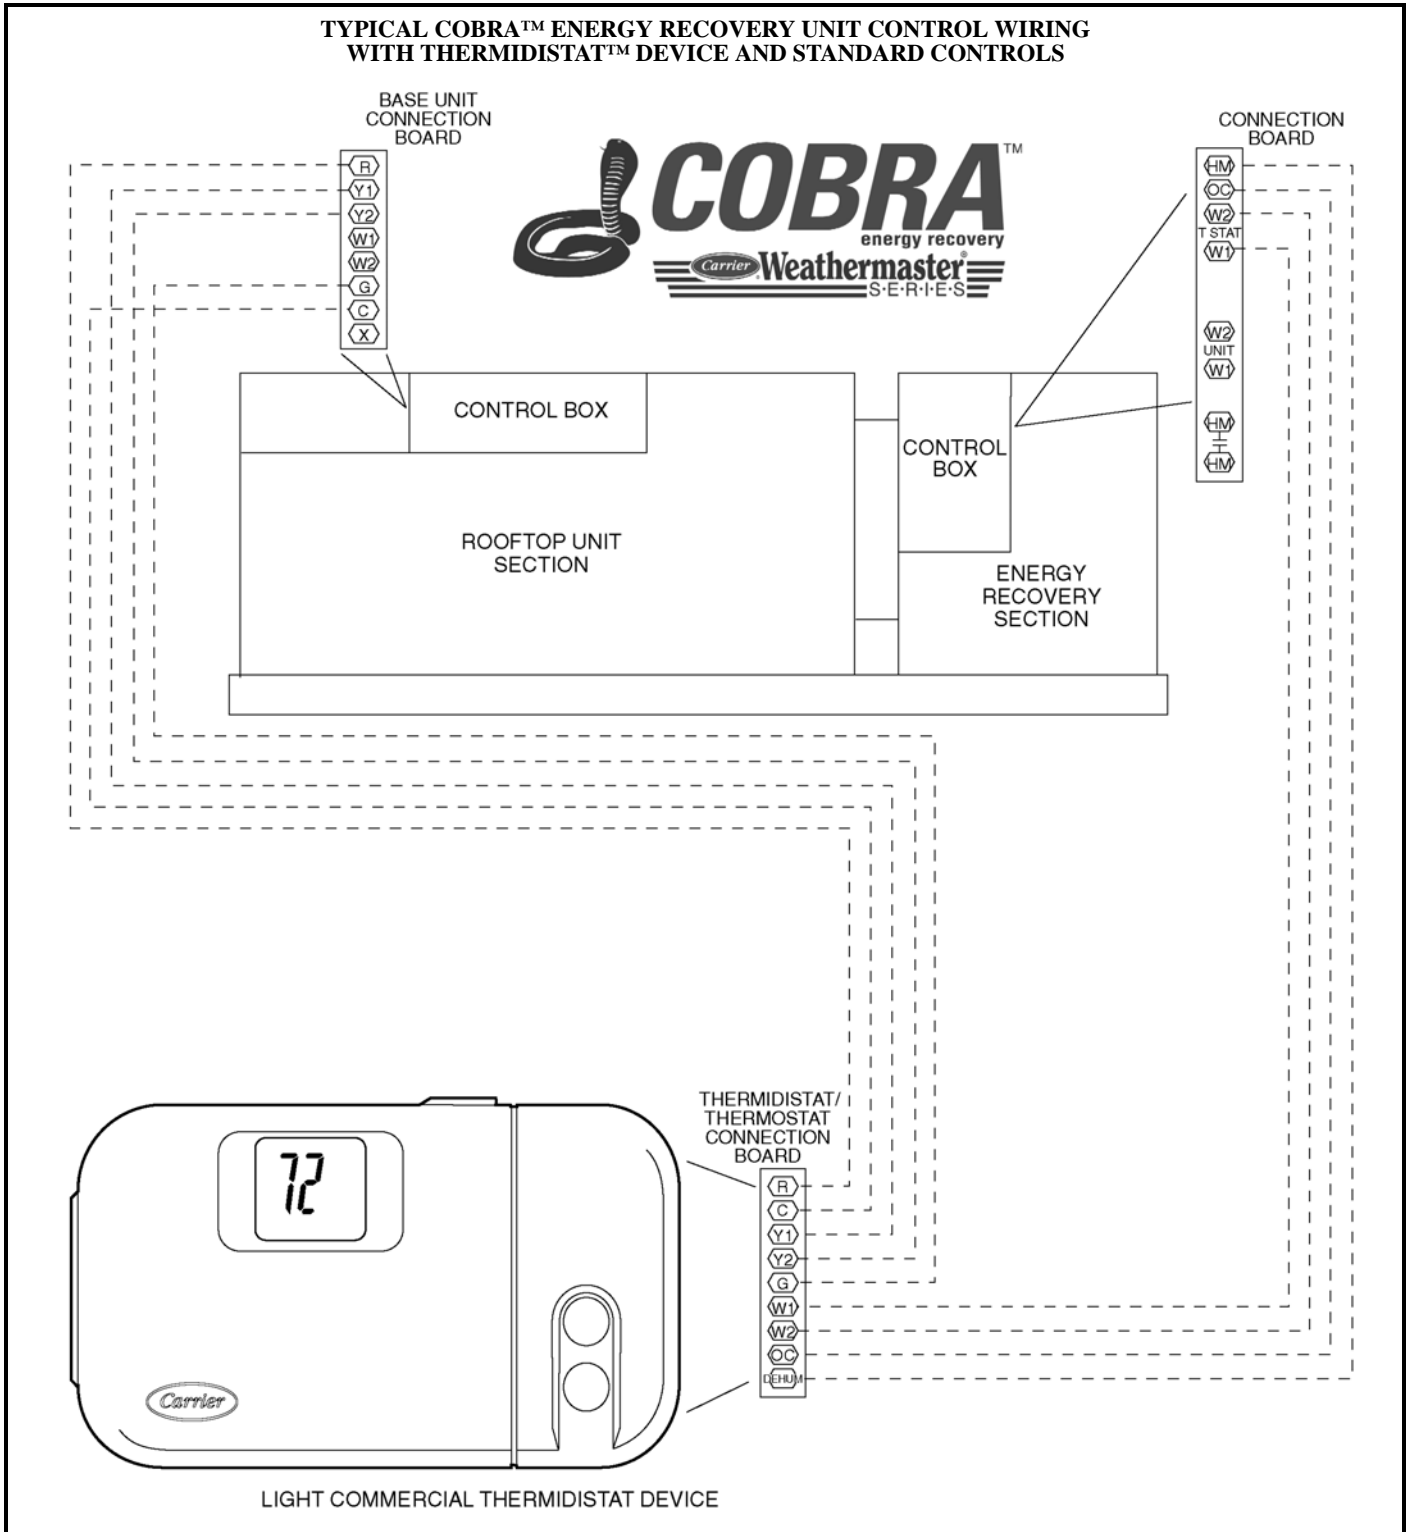 TYPICAL COBRA™ ENERGY RECOVERY UNIT CONTROL WIRING
WITH THERMIDISTAT™ DEVICE AND STANDARD CONTROLS
BASE UNIT
CONNECTION
BOARD
R
Y1
Y2
W1
W2
G
C
X
COBRA™
energy recovery
Carrier Weathermaster®
S·E·R·I·E·S
CONNECTION
BOARD
HM
OC
W2
T STAT
W1
W2
UNIT
W1
HM
HM
CONTROL BOX
CONTROL
BOX
ROOFTOP UNIT
SECTION
ENERGY
RECOVERY
SECTION
THERMIDISTAT/
THERMOSTAT
CONNECTION
BOARD
R
C
Y1
Y2
G
W1
W2
OC
DEHUM
72
Carrier
LIGHT COMMERCIAL THERMIDISTAT DEVICE